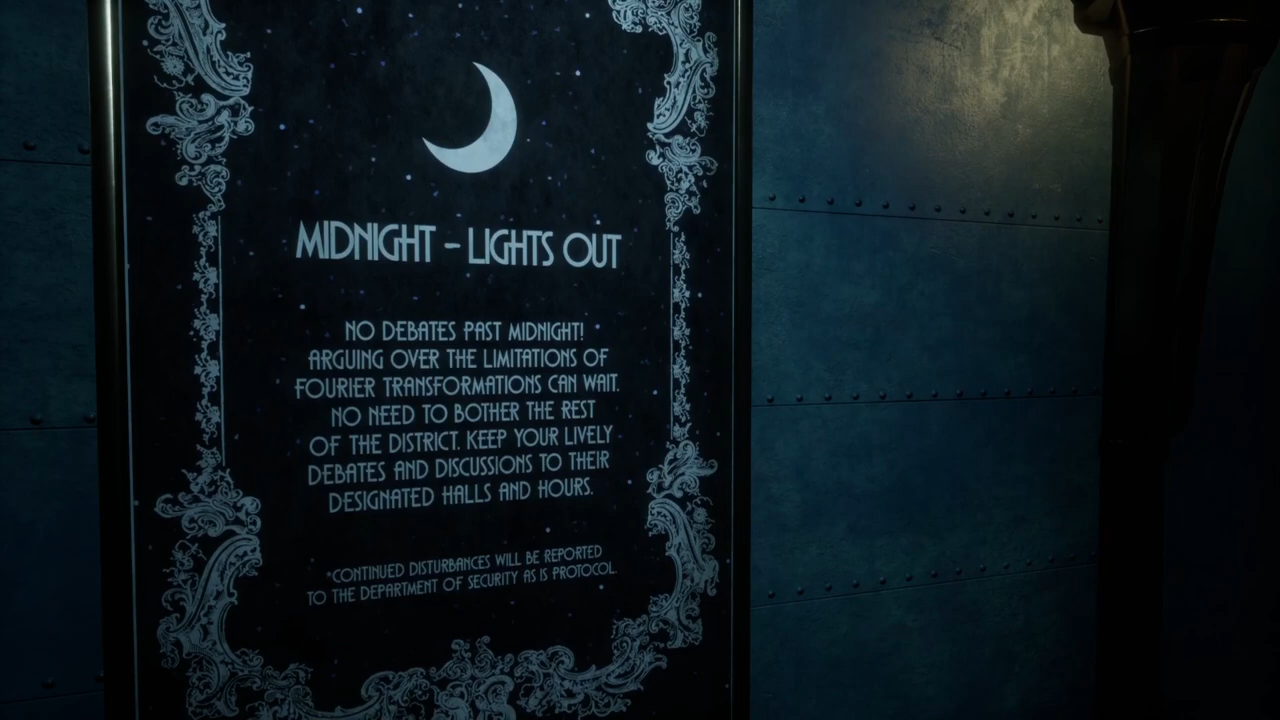 MIDNIGHT – LIGHTS OUT
NO DEBATES PAST MIDNIGHT!
ARGUING OVER THE LIMITATIONS OF
FOURIER TRANSFORMATIONS CAN WAIT.
NO NEED TO BOTHER THE REST
OF THE DISTRICT. KEEP YOUR LIVELY
DEBATES AND DISCUSSIONS TO THEIR
DESIGNATED HALLS AND HOURS.
*CONTINUED DISTURBANCES WILL BE REPORTED
TO THE DEPARTMENT OF SECURITY AS IS PROTOCOL.